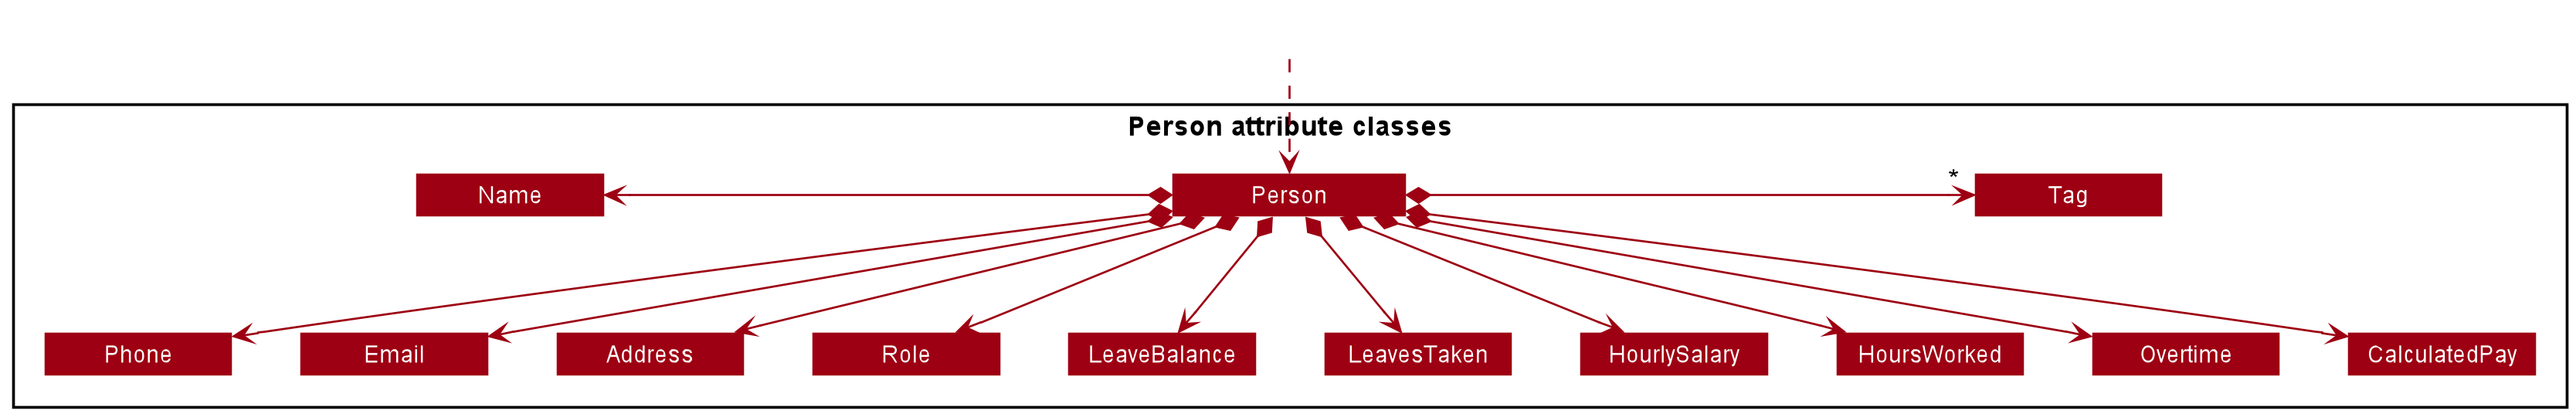 Person attribute classes
Name
Person
*
Tag
Phone
Email
Address
Role
LeaveBalance
LeavesTaken
HourlySalary
HoursWorked
Overtime
CalculatedPay